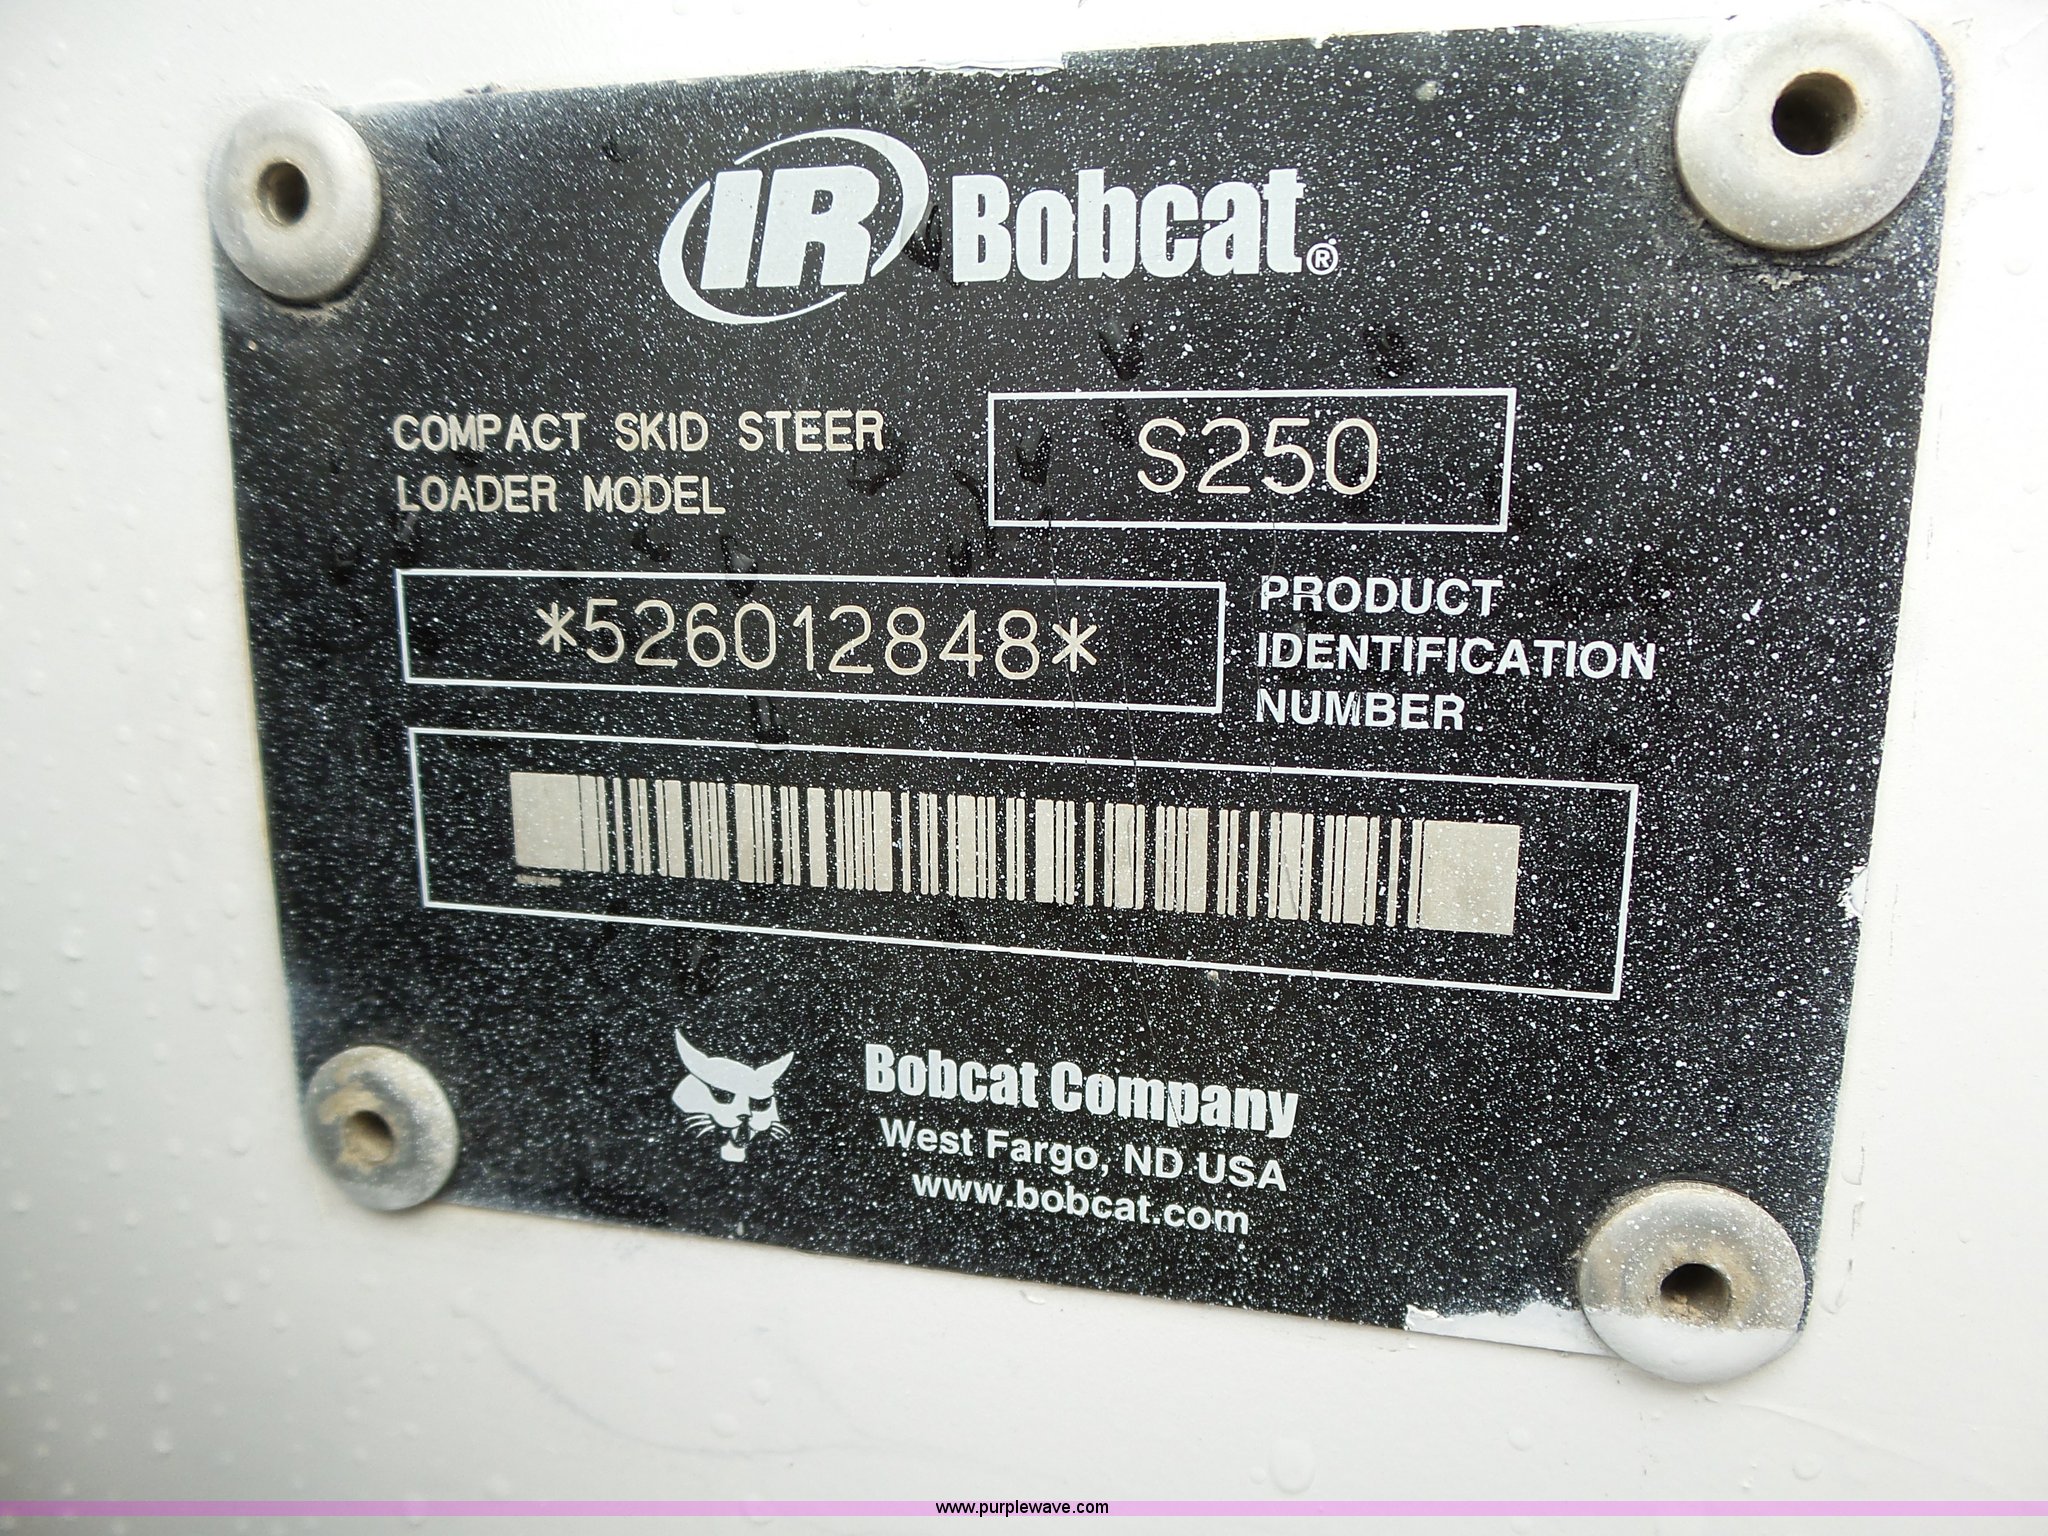 IR Bobcat®
COMPACT SKID STEER
LOADER MODEL
S250
*526012848*
PRODUCT
IDENTIFICATION
NUMBER
Bobcat Company
West Fargo, ND USA
www.bobcat.com
www.purplewave.com